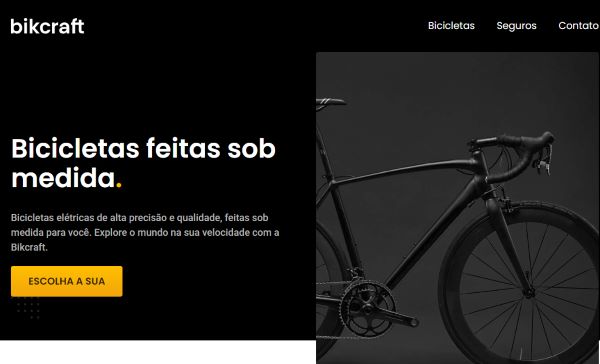 bikcraft
Bicicletas
Seguros
Contato
Bicicletas feitas sob
medida.
Bicicletas elétricas de alta precisão e qualidade, feitas sob
medida para você. Explore o mundo na sua velocidade com a
Bikcraft.
ESCOLHA A SUA